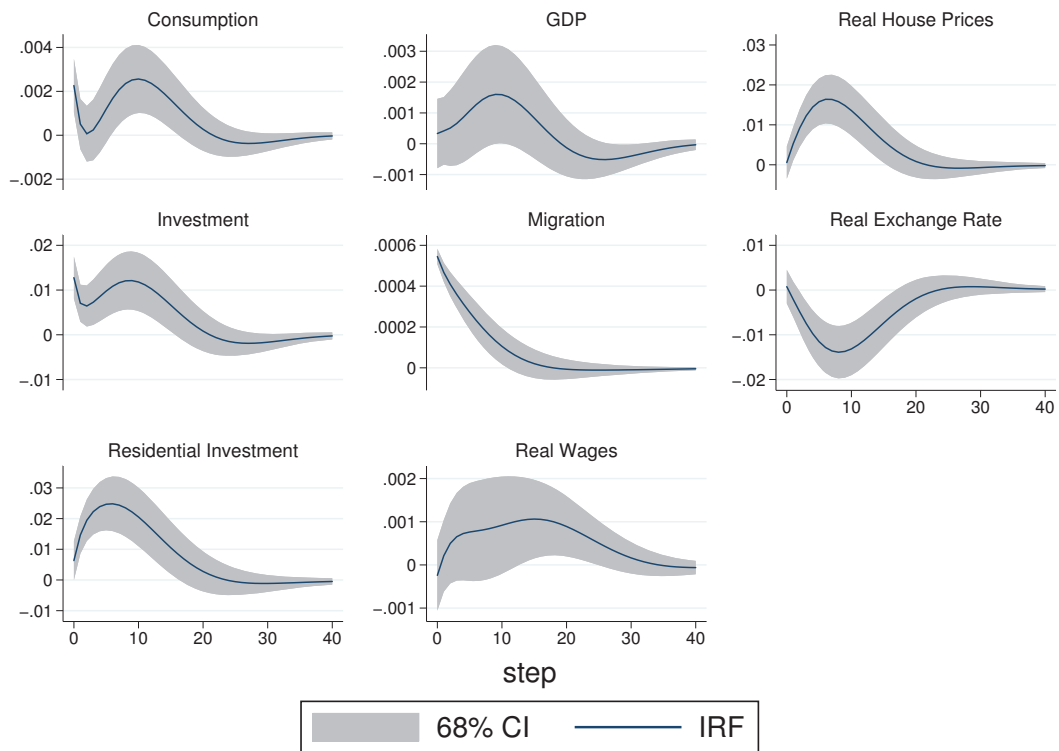 Consumption
GDP
Real House Prices
.004
.002
0
−.002
.003
.002
.001
0
−.001
.03
.02
.01
0
Investment
Migration
Real Exchange Rate
.02
.01
0
−.01
.0006
.0004
.0002
0
.01
0
−.01
−.02
0 10 20 30 40
Residential Investment
Real Wages
.03
.02
.01
0
−.01
0 10 20 30 40
.002
.001
0
−.001
0 10 20 30 40
step
68% CI IRF